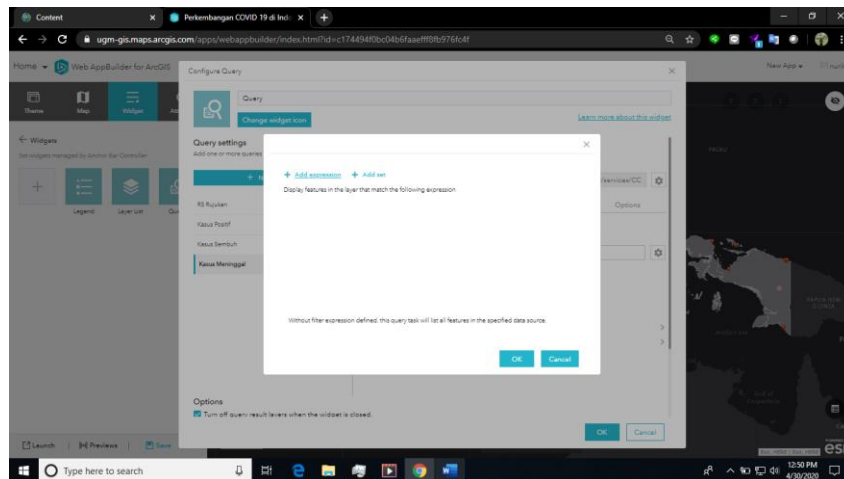 Content
Perkembangan COVID 19 di Indo
ugm-gis.maps.arcgis.com/apps/webappbuilder/index.html?id=c174494f0bc04b6faaefff8fb976fc4f
Home
Web AppBuilder for ArcGIS
New App
Configure Query
Query
Theme
Map
Widget
Change widget icon
Learn more about this widget
Widgets
Set widgets managed by Anchor Bar Controller
Query settings
Add one or more queries
Legend
Layer List
RS Rujukan
Kasus Positif
Kasus Sembuh
Kasus Meninggal
Add expression
Add set
Display features in the layer that match the following expression
/services/CC
Options
Without filter expression defined, this query task will list all features in the specified data source.
OK
Cancel
Options
Turn off query result layers when the widget is closed.
OK
Cancel
Launch
Previews
Save
esri
Type here to search
12:50 PM
4/30/2020